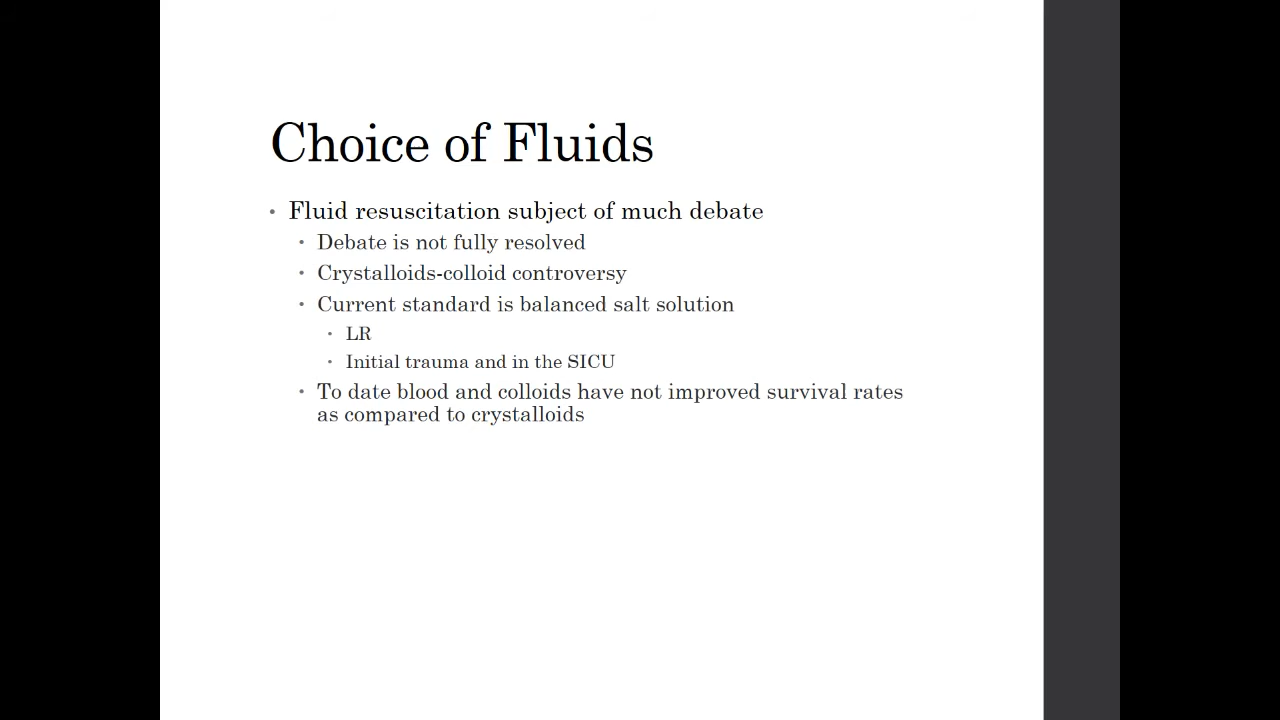 Choice of Fluids
• Fluid resuscitation subject of much debate
• Debate is not fully resolved
• Crystalloids-colloid controversy
• Current standard is balanced salt solution
• LR
• Initial trauma and in the SICU
• To date blood and colloids have not improved survival rates
as compared to crystalloids